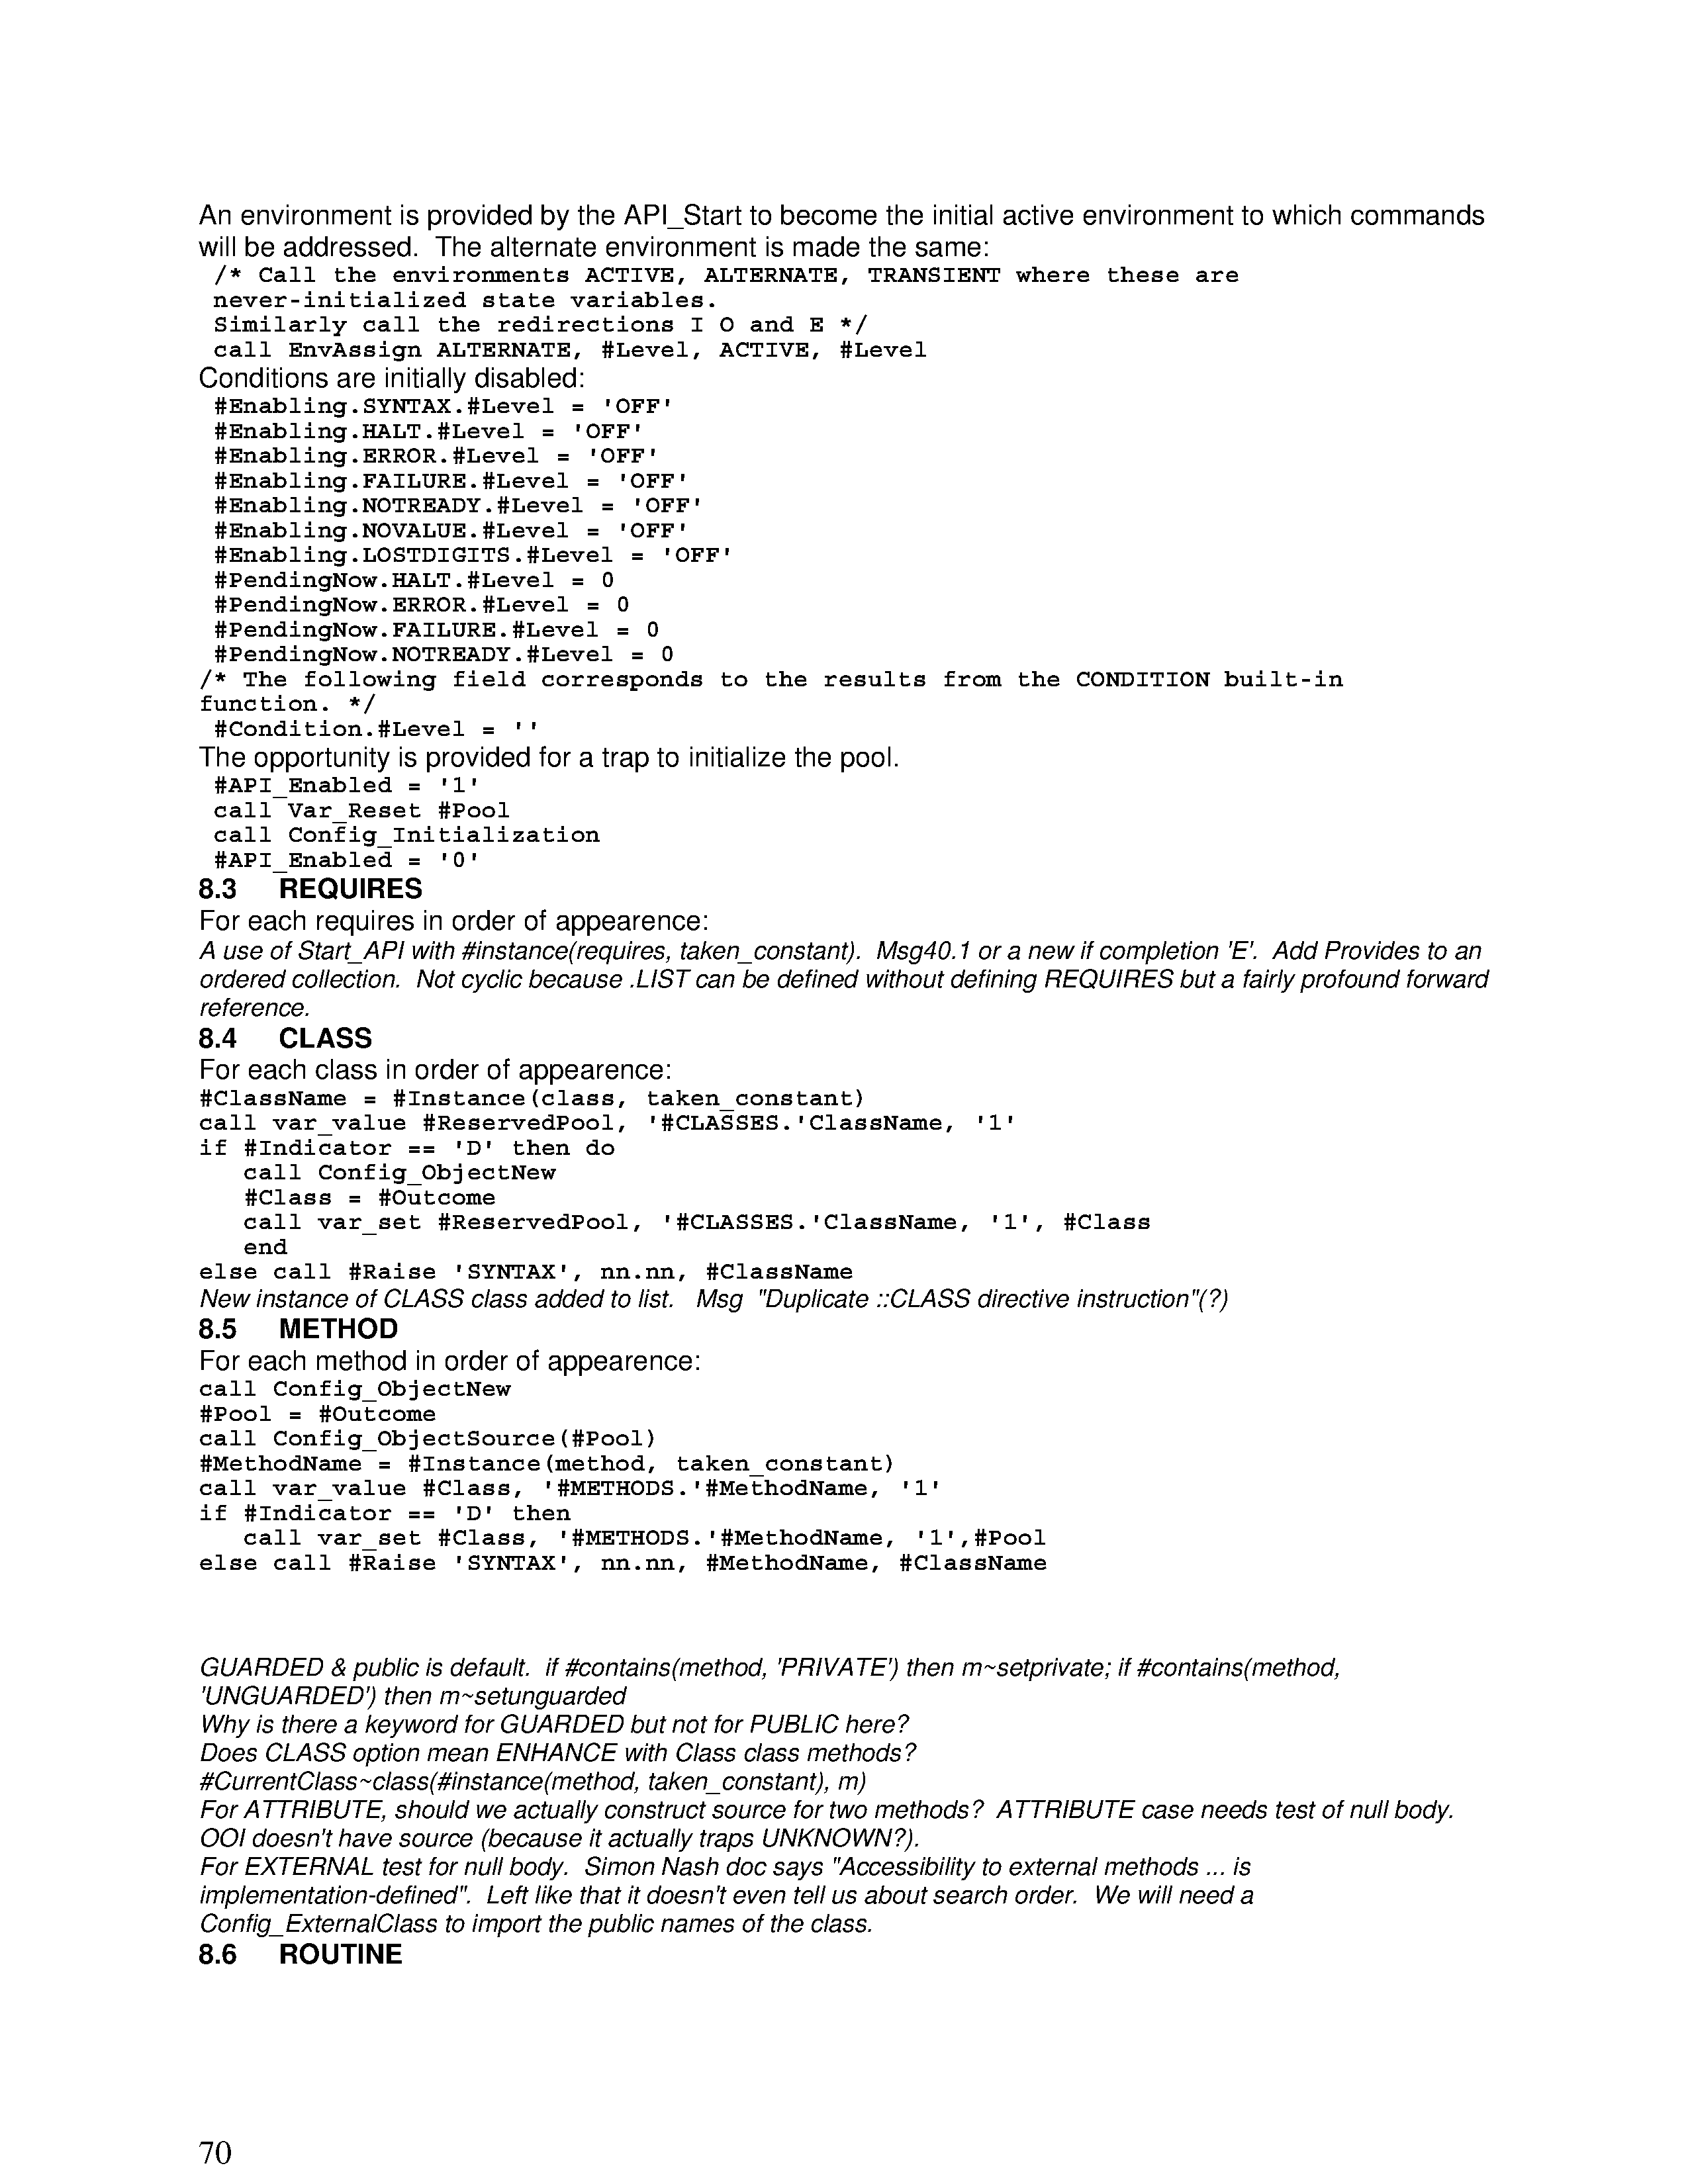 An environment is provided by the API_Start to become the initial active environment to which commands
will be addressed.  The alternate environment is made the same:
 /* Call the environments ACTIVE, ALTERNATE, TRANSIENT where these are
 never-initialized state variables.
 Similarly call the redirections I O and E */
 call EnvAssign ALTERNATE, #Level, ACTIVE, #Level
Conditions are initially disabled:
 #Enabling.SYNTAX.#Level = 'OFF'
 #Enabling.HALT.#Level = 'OFF'
 #Enabling.ERROR.#Level = 'OFF'
 #Enabling.FAILURE.#Level = 'OFF'
 #Enabling.NOTREADY.#Level = 'OFF'
 #Enabling.NOVALUE.#Level = 'OFF'
 #Enabling.LOSTDIGITS.#Level = 'OFF'
 #PendingNow.HALT.#Level = 0
 #PendingNow.ERROR.#Level = 0
 #PendingNow.FAILURE.#Level = 0
 #PendingNow.NOTREADY.#Level = 0
/* The following field corresponds to the results from the CONDITION built-in
function. */
 #Condition.#Level = ''
The opportunity is provided for a trap to initialize the pool.
 #API_Enabled = '1'
 call Var_Reset #Pool
 call Config_Initialization
 #API_Enabled = '0'
8.3 REQUIRES
For each requires in order of appearence:
A use of Start_API with #instance(requires, taken_constant).  Msg40.1 or a new if completion 'E'.  Add Provides to an
ordered collection.  Not cyclic because .LIST can be defined without defining REQUIRES but a fairly profound forward
reference.
8.4 CLASS
For each class in order of appearence:
#ClassName = #Instance(class, taken_constant)
call var_value #ReservedPool, '#CLASSES.'ClassName, '1'
if #Indicator == 'D' then do
   call Config_ObjectNew
   #Class = #Outcome
   call var_set #ReservedPool, '#CLASSES.'ClassName, '1', #Class
   end
else call #Raise 'SYNTAX', nn.nn, #ClassName
New instance of CLASS class added to list.   Msg  "Duplicate ::CLASS directive instruction"(?)
8.5 METHOD
For each method in order of appearence:
call Config_ObjectNew
#Pool = #Outcome
call Config_ObjectSource(#Pool)
#MethodName = #Instance(method, taken_constant)
call var_value #Class, '#METHODS.'#MethodName, '1'
if #Indicator == 'D' then
   call var_set #Class, '#METHODS.'#MethodName, '1',#Pool
else call #Raise 'SYNTAX', nn.nn, #MethodName, #ClassName
GUARDED & public is default.  if #contains(method, 'PRIVATE') then m~setprivate; if #contains(method,
'UNGUARDED') then m~setunguarded
Why is there a keyword for GUARDED but not for PUBLIC here?
Does CLASS option mean ENHANCE with Class class methods?
#CurrentClass~class(#instance(method, taken_constant), m)
For ATTRIBUTE, should we actually construct source for two methods?  ATTRIBUTE case needs test of null body.
OOI doesn't have source (because it actually traps UNKNOWN?).
For EXTERNAL test for null body.  Simon Nash doc says "Accessibility to external methods ... is
implementation-defined".  Left like that it doesn't even tell us about search order.  We will need a
Config_ExternalClass to import the public names of the class.
8.6 ROUTINE
70